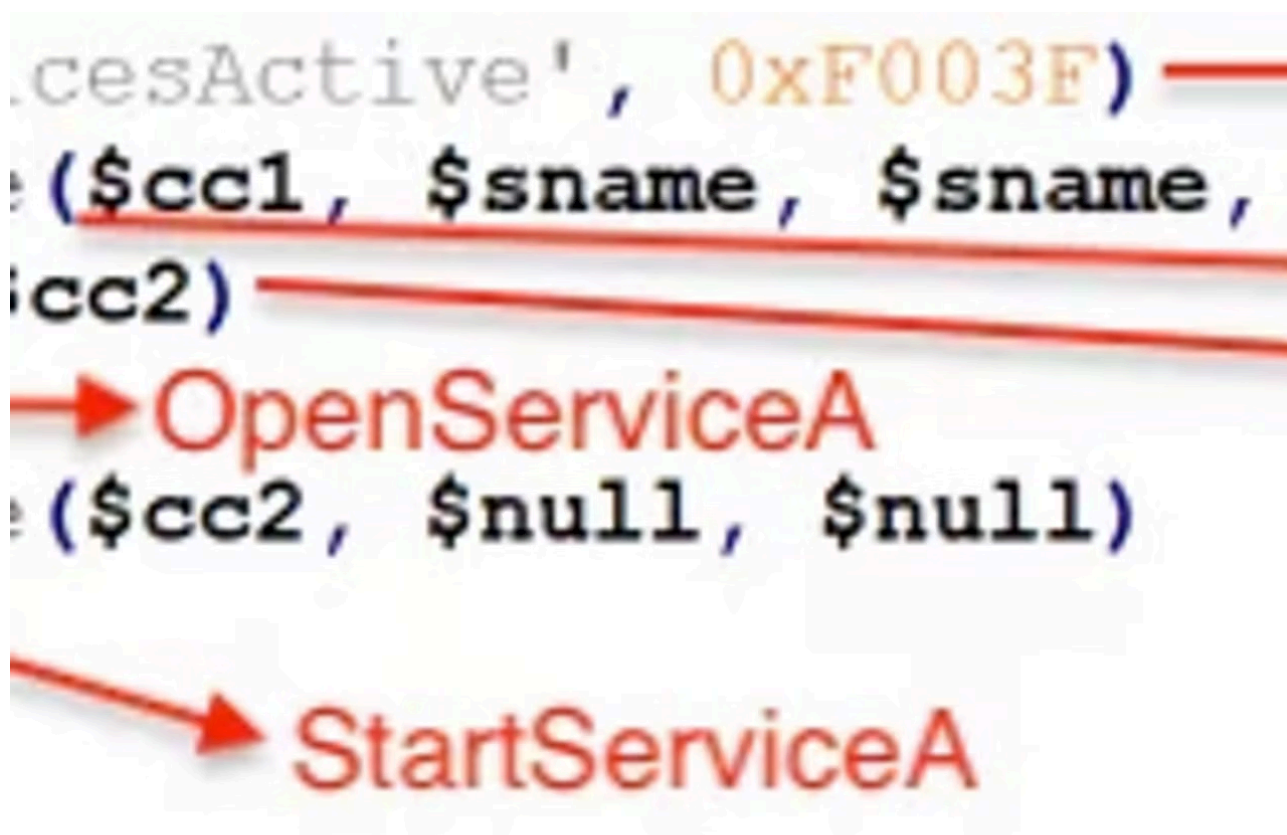 cesActive', 0xF003F)
($cc1, $sname, $sname,
cc2)
OpenServiceA
($cc2, $null, $null)
StartServiceA